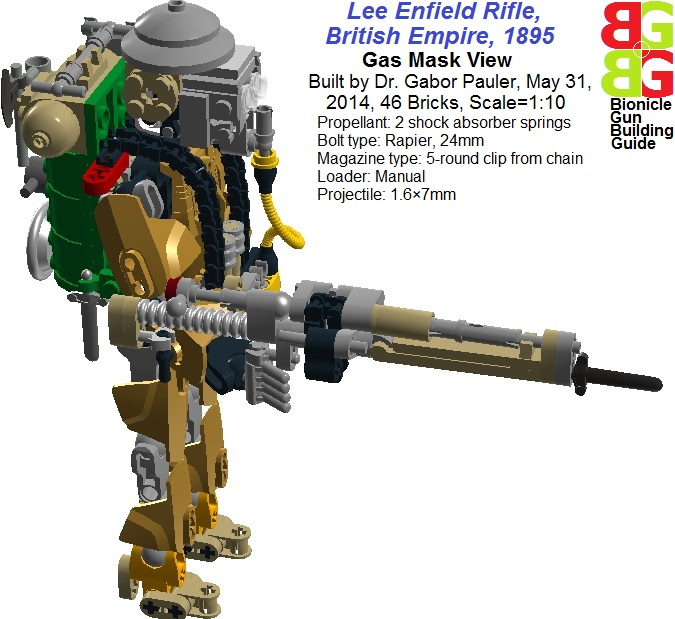 Lee Enfield Rifle,
British Empire, 1895
Gas Mask View
Built by Dr. Gabor Pauler, May 31,
2014, 46 Bricks, Scale=1:10
Propellant: 2 shock absorber springs
Bolt type: Rapier, 24mm
Magazine type: 5-round clip from chain
Loader: Manual
Projectile: 1.6×7mm
BG
BG
Bionicle
Gun
Building
Guide